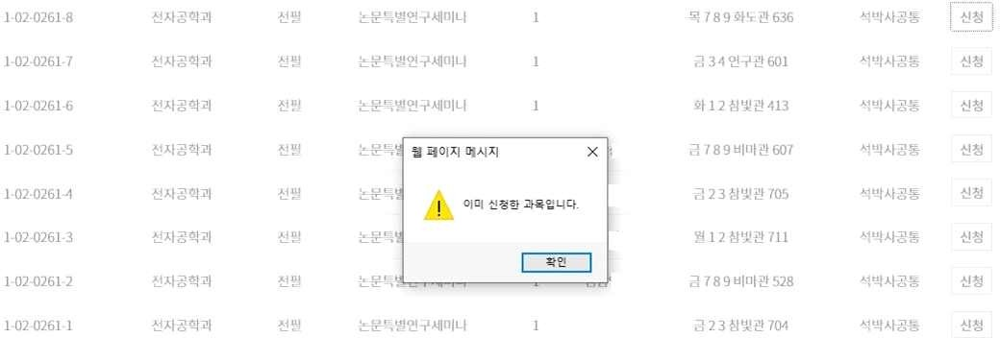 1-02-0261-8 전자공학과 전필 논문특별연구세미나 1 목 7 8 9 화도관 636 석박사공통 신청
1-02-0261-7 전자공학과 전필 논문특별연구세미나 1 금 3 4 연구관 601 석박사공통 신청
1-02-0261-6 전자공학과 전필 논문특별연구세미나 1 화 1 2 참빛관 413 석박사공통 신청
1-02-0261-5 전자공학과 전필 논문특별 금 7 8 9 비마관 607 석박사공통 신청
웹 페이지 메시지
1-02-0261-4 전자공학과 전필 논문특별 금 2 3 참빛관 705 석박사공통 신청
이미 신청한 과목입니다.
1-02-0261-3 전자공학과 전필 논문특별 월 1 2 참빛관 711 석박사공통 신청
확인
1-02-0261-2 전자공학과 전필 논문특별연구세미나 1 금 7 8 9 비마관 528 석박사공통 신청
1-02-0261-1 전자공학과 전필 논문특별연구세미나 1 금 2 3 참빛관 704 석박사공통 신청